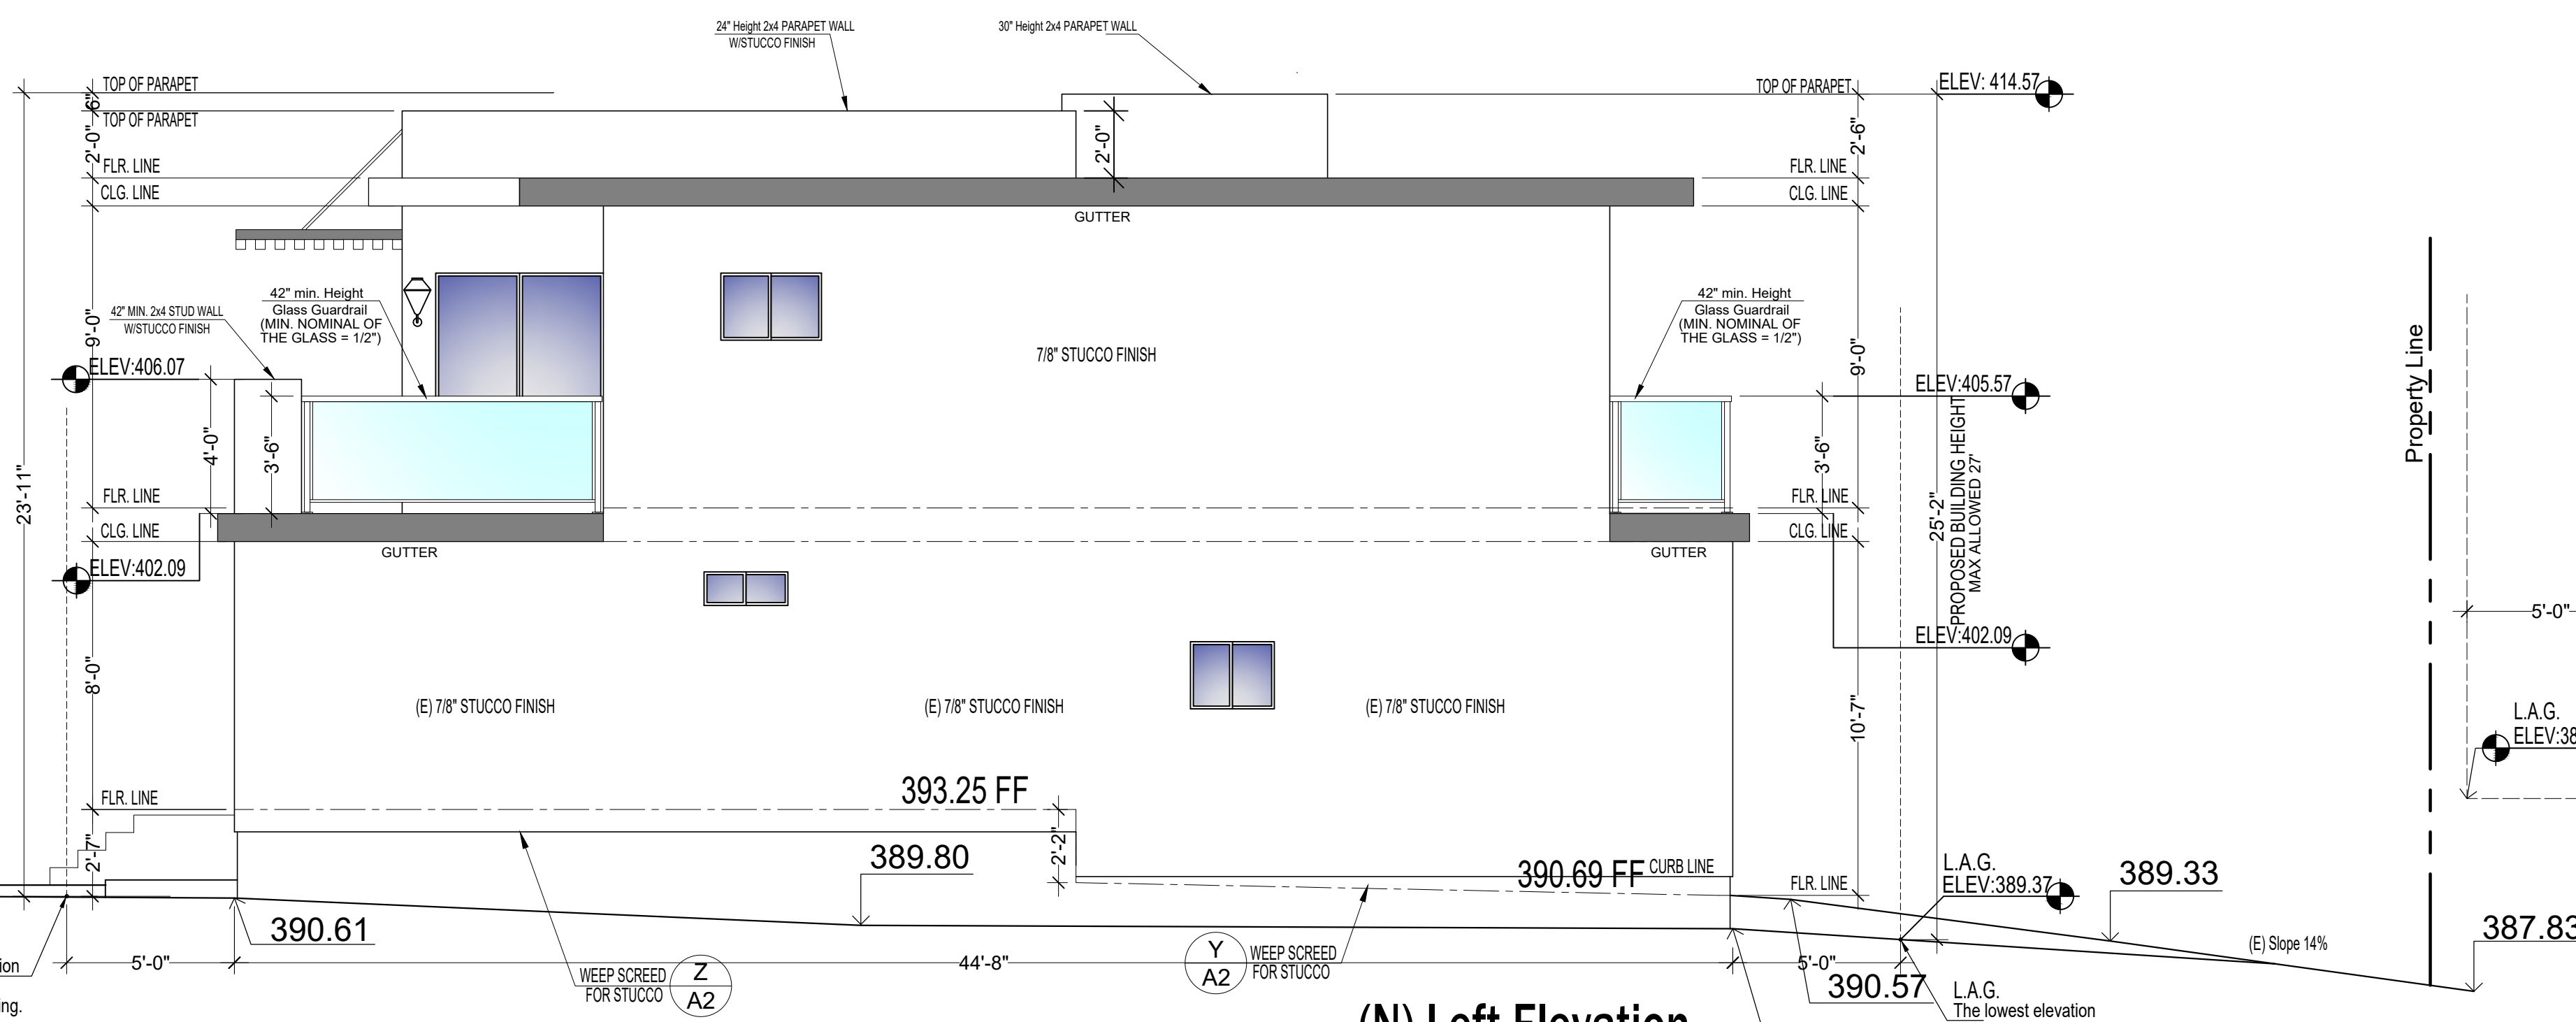 24" Height 2x4 PARAPET WALL
W/STUCCO FINISH
30" Height 2x4 PARAPET WALL
TOP OF PARAPET
6"
TOP OF PARAPET
2'-0"
FLR. LINE
CLG. LINE
TOP OF PARAPET
ELEV: 414.57
2'-6"
2'-0"
FLR. LINE
CLG. LINE
GUTTER
42" MIN. 2x4 STUD WALL
W/STUCCO FINISH
42" min. Height
Glass Guardrail
(MIN. NOMINAL OF
THE GLASS = 1/2")
42" min. Height
Glass Guardrail
(MIN. NOMINAL OF
THE GLASS = 1/2")
7/8" STUCCO FINISH
9'-0"
9'-0"
ELEV:406.07
ELEV:405.57
Property Line
4'-0"
3'-6"
3'-6"
23'-11"
25'-2"
PROPOSED BUILDING HEIGHT
MAX ALLOWED 27'
FLR. LINE
CLG. LINE
FLR. LINE
CLG. LINE
GUTTER
GUTTER
ELEV:402.09
ELEV:402.09
5'-0"
8'-0"
(E) 7/8" STUCCO FINISH
(E) 7/8" STUCCO FINISH
(E) 7/8" STUCCO FINISH
10'-7"
L.A.G.
ELEV:38
FLR. LINE
393.25 FF
2'-7"
2'-2"
389.80
390.69 FF
CURB LINE
FLR. LINE
L.A.G.
ELEV:389.37
389.33
390.61
387.83
(E) Slope 14%
5'-0"
44'-8"
5'-0"
WEEP SCREED
FOR STUCCO
Z
A2
Y
A2
WEEP SCREED
FOR STUCCO
390.57
L.A.G.
The lowest elevation
ion
ing.
(N) Left Elevation